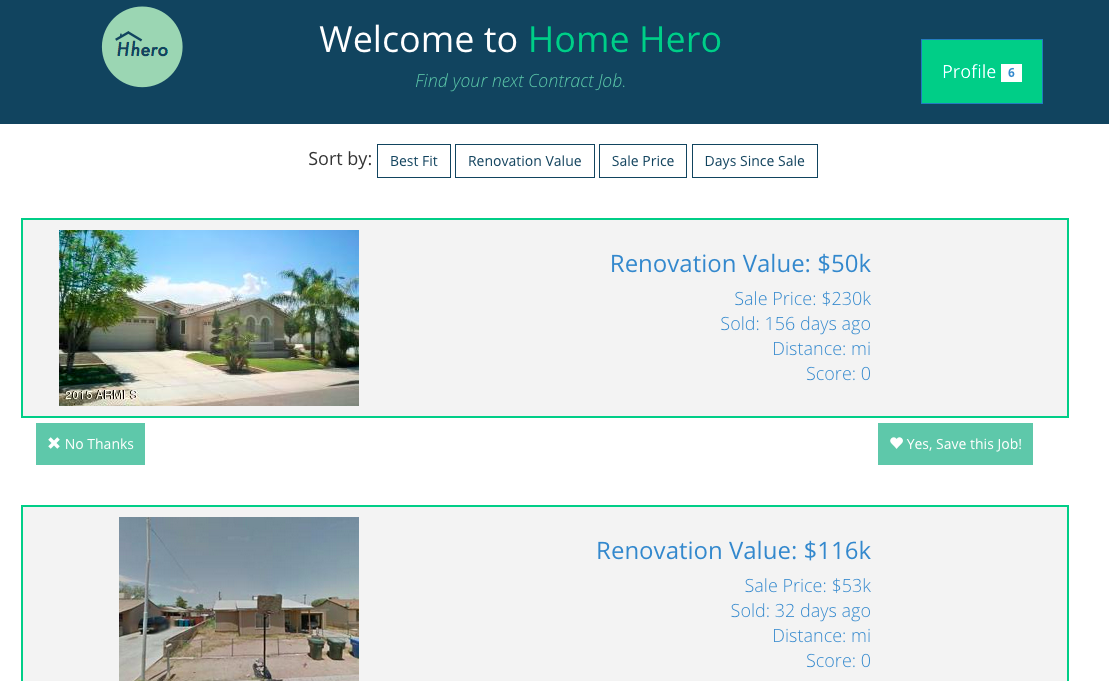 Hhero
Welcome to Home Hero
Find your next Contract Job.
Profile 6
Sort by: Best Fit Renovation Value Sale Price Days Since Sale
Renovation Value: $50k
Sale Price: $230k
Sold: 156 days ago
Distance: mi
Score: 0
2015 ARMLS
No Thanks
Yes, Save this Job!
Renovation Value: $116k
Sale Price: $53k
Sold: 32 days ago
Distance: mi
Score: 0